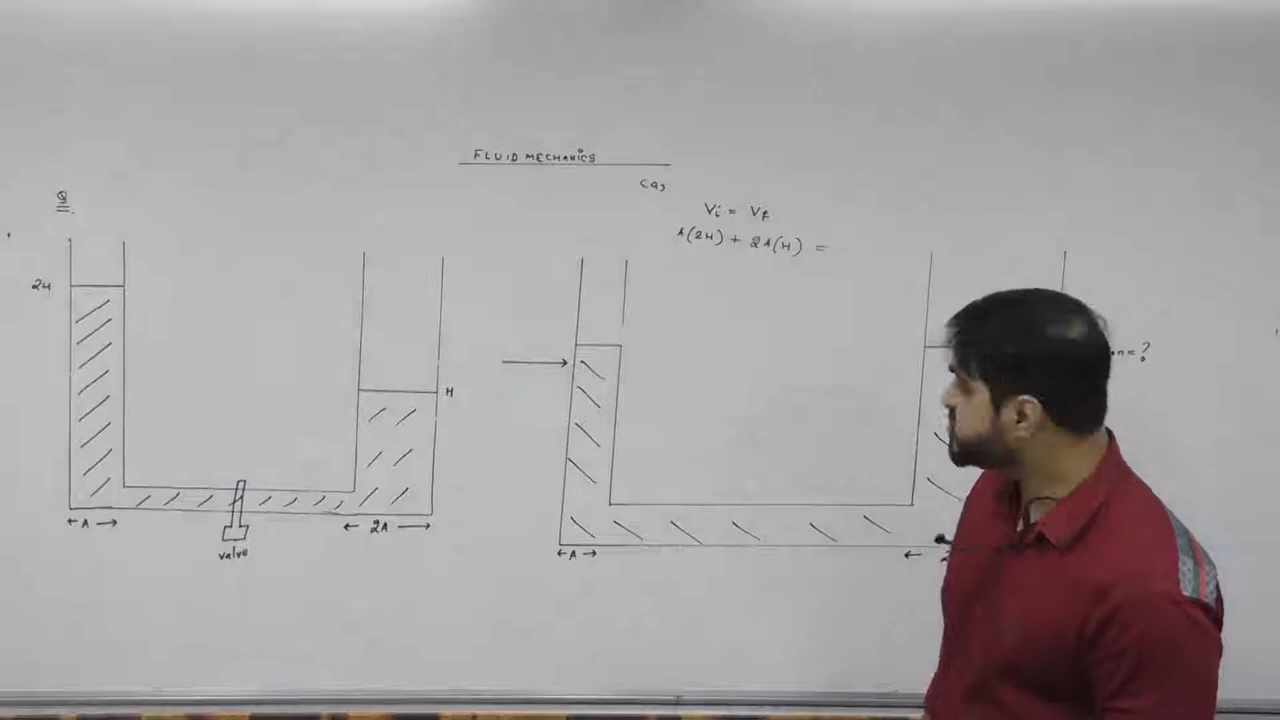 FLUID MECHANICS
(a)
Q.
Vi = Vf
A(2H) + 2A(H) =
2H
H
= ?
← A →
← 2A →
valve
← A →
←